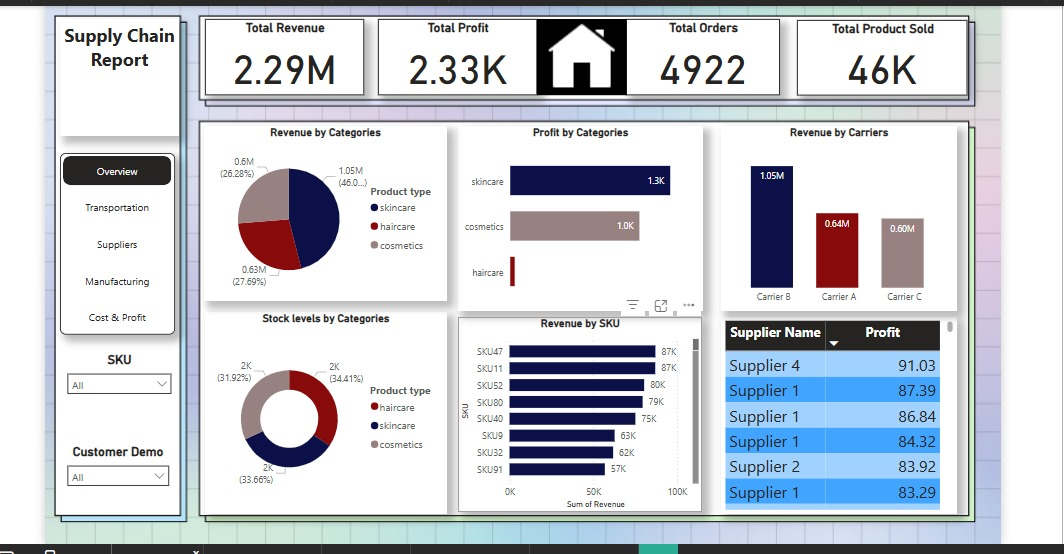 Supply Chain
Report
Total Revenue
2.29M
Total Profit
2.33K
Total Orders
4922
Total Product Sold
46K
Overview
Transportation
Suppliers
Manufacturing
Cost & Profit
SKU
All
Customer Demo
All
Revenue by Categories
0.6M
(26.28%)
1.05M
(46.0...)
0.63M
(27.69%)
Product type
skincare
haircare
cosmetics
Profit by Categories
skincare
1.3K
cosmetics
1.0K
haircare
Revenue by Carriers
1.05M
0.64M
0.60M
Carrier B
Carrier A
Carrier C
Stock levels by Categories
2K
(31.92%)
2K
(34.41%)
2K
(33.66%)
Product type
haircare
skincare
cosmetics
Revenue by SKU
SKU
SKU47 87K
SKU11 87K
SKU52 80K
SKU80 79K
SKU40 75K
SKU9 63K
SKU32 62K
SKU91 57K
0K 50K 100K
Sum of Revenue
Supplier Name Profit
Supplier 4 91.03
Supplier 1 87.39
Supplier 1 86.84
Supplier 1 84.32
Supplier 2 83.92
Supplier 1 83.29